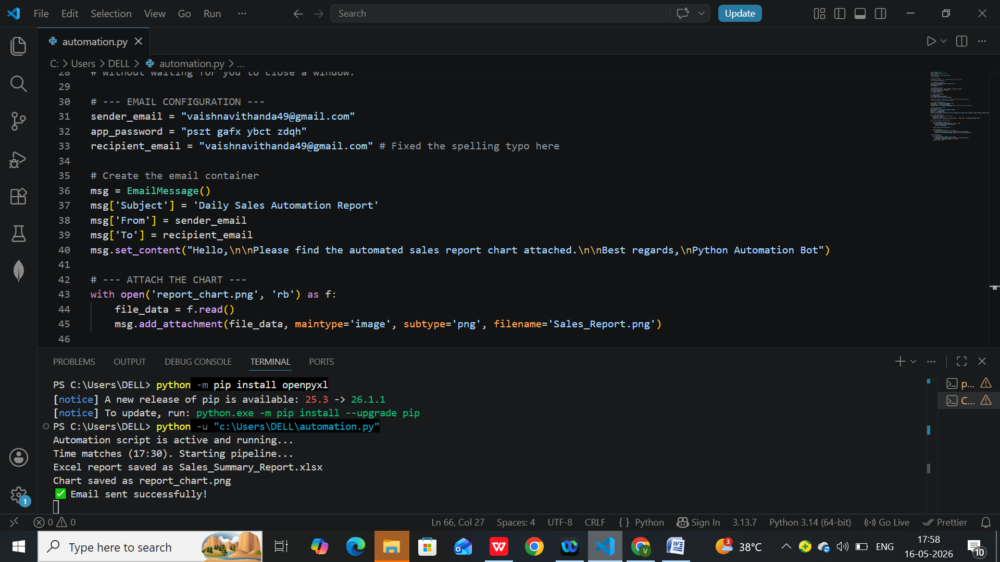 File Edit Selection View Go Run ...
Search
Update
automation.py
C: > Users > DELL > automation.py > ...
28 # without waiting for you to close a window.
29
30 # --- EMAIL CONFIGURATION ---
31 sender_email = "vaishnavithanda49@gmail.com"
32 app_password = "pszt gafx ybct zdqh"
33 recipient_email = "vaishnavithanda49@gmail.com" # Fixed the spelling typo here
34
35 # Create the email container
36 msg = EmailMessage()
37 msg['Subject'] = 'Daily Sales Automation Report'
38 msg['From'] = sender_email
39 msg['To'] = recipient_email
40 msg.set_content("Hello,\n\nPlease find the automated sales report chart attached.\n\nBest regards,\nPython Automation Bot")
41
42 # --- ATTACH THE CHART ---
43 with open('report_chart.png', 'rb') as f:
44 file_data = f.read()
45 msg.add_attachment(file_data, maintype='image', subtype='png', filename='Sales_Report.png')
46
PROBLEMS OUTPUT DEBUG CONSOLE TERMINAL PORTS
PS C:\Users\DELL> python -m pip install openpyxl
[notice] A new release of pip is available: 25.3 -> 26.1.1
[notice] To update, run: python.exe -m pip install --upgrade pip
PS C:\Users\DELL> python -u "c:\Users\DELL\automation.py"
Automation script is active and running...
Time matches (17:30). Starting pipeline...
Excel report saved as Sales_Summary_Report.xlsx
Chart saved as report_chart.png
✅ Email sent successfully!
p...
C...
1
0 0 Ln 66, Col 27 Spaces: 4 UTF-8 CRLF { } Python Sign In 3.13.7 Python 3.14 (64-bit) Go Live Prettier
Type here to search
3 38°C ENG
17:58
16-05-2026
10